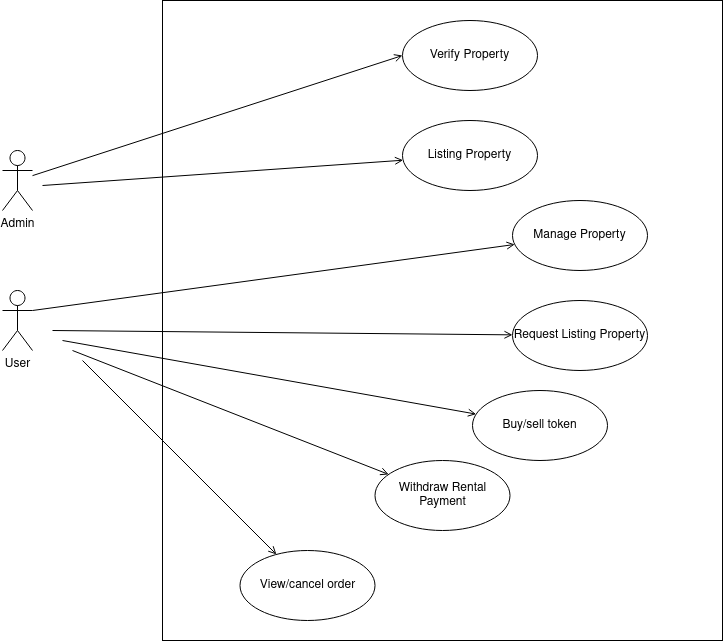 Verify Property
Listing Property
Admin
Manage Property
Request Listing Property
User
Buy/sell token
Withdraw Rental
Payment
View/cancel order